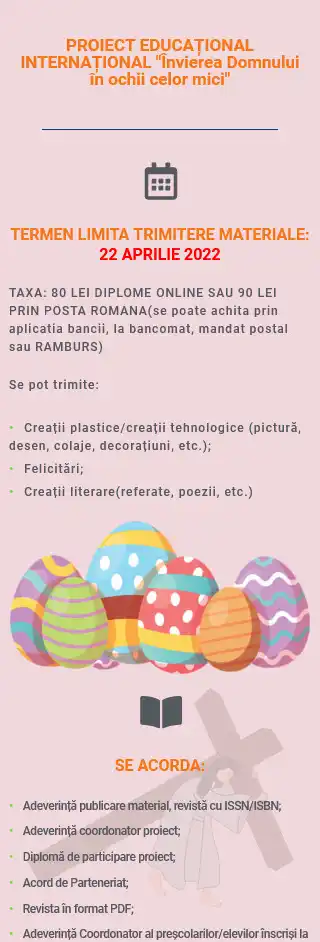 PROIECT EDUCAȚIONAL
INTERNAȚIONAL "Învierea Domnului
în ochii celor mici"
TERMEN LIMITA TRIMITERE MATERIALE:
22 APRILIE 2022
TAXA: 80 LEI DIPLOME ONLINE SAU 90 LEI
PRIN POSTA ROMANA(se poate achita prin
aplicatia bancii, la bancomat, mandat postal
sau RAMBURS)
Se pot trimite:
• Creații plastice/creații tehnologice (pictură,
desen, colaje, decorațiuni, etc.);
• Felicitări;
• Creații literare(referate, poezii, etc.)
SE ACORDA:
• Adeverință publicare material, revistă cu ISSN/ISBN;
• Adeverință coordonator proiect;
• Diplomă de participare proiect;
• Acord de Parteneriat;
• Revista în format PDF;
• Adeverință Coordonator al preșcolarilor/elevilor înscriși la